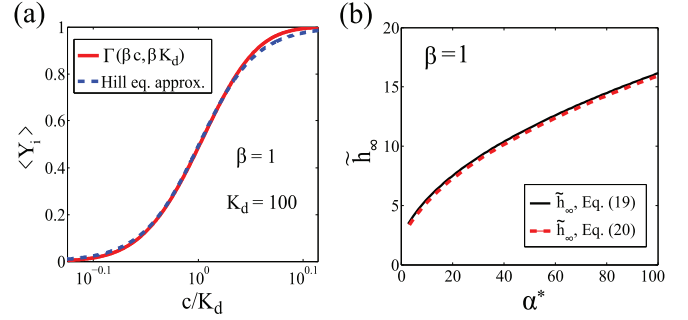 (a)
1
0.8
0.6
0.4
0.2
0
⟨Y_i⟩
Γ(βc,βK_d)
Hill eq. approx.
β = 1
K_d = 100
10^-0.1
10^0
10^0.1
c/K_d
(b)
20
15
10
5
0
h̃_∞
β=1
h̃_∞, Eq. (19)
h̃_∞, Eq. (20)
0
20
40
60
80
100
α*